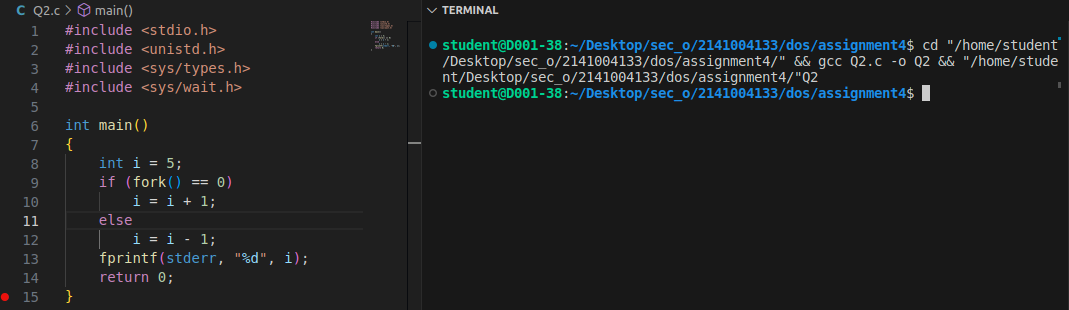 C Q2.c > main()
1 #include <stdio.h>
2 #include <unistd.h>
3 #include <sys/types.h>
4 #include <sys/wait.h>
5
6 int main()
7 {
8     int i = 5;
9     if (fork() == 0)
10         i = i + 1;
11     else
12         i = i - 1;
13     fprintf(stderr, "%d", i);
14     return 0;
15 }
TERMINAL
student@D001-38:~/Desktop/sec_o/2141004133/dos/assignment4$ cd "/home/student
/Desktop/sec_o/2141004133/dos/assignment4/" && gcc Q2.c -o Q2 && "/home/stude
nt/Desktop/sec_o/2141004133/dos/assignment4/"Q2
student@D001-38:~/Desktop/sec_o/2141004133/dos/assignment4$